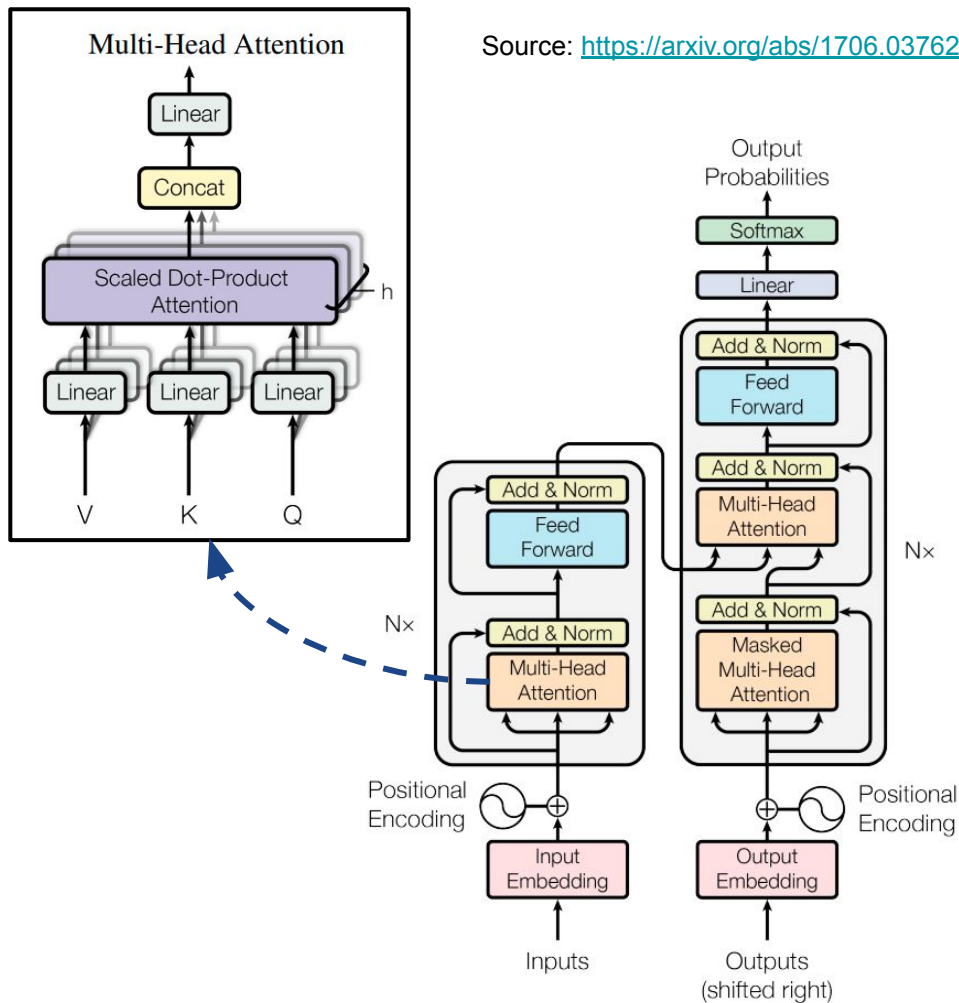 Multi-Head Attention
Linear
Concat
Scaled Dot-Product
Attention
h
Linear
Linear
Linear
V
K
Q
Source: https://arxiv.org/abs/1706.03762
Output
Probabilities
Softmax
Linear
Add & Norm
Feed
Forward
Add & Norm
Multi-Head
Attention
Nx
Add & Norm
Masked
Multi-Head
Attention
Add & Norm
Feed
Forward
N×
Add & Norm
Multi-Head
Attention
Positional
Encoding
Positional
Encoding
Input
Embedding
Output
Embedding
Inputs
Outputs
(shifted right)